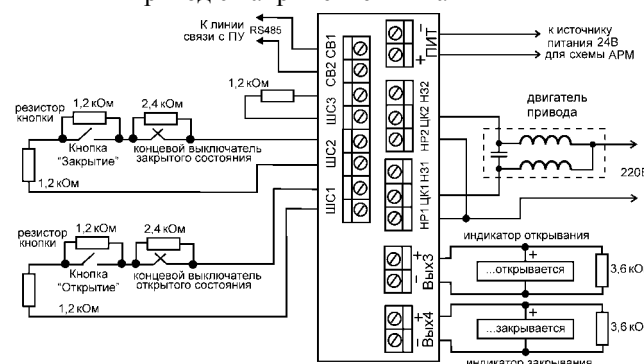 К линии
связи с ПУ
RS485
СВ1
СВ2
ШС3
ШС2
ШС1
1,2 кОм
резистор
кнопки
1,2 кОм
2,4 кОм
Кнопка
"Закрытие"
концевой выключатель
закрытого состояния
1,2 кОм
резистор
кнопки
1,2 кОм
2,4 кОм
Кнопка
"Открытие"
концевой выключатель
открытого состояния
1,2 кОм
–
ПИТ
+
НР2 ЦК2 НЗ2
НР1 ЦК1 НЗ1
+
Вых3
–
+
Вых4
–
к источнику
питания 24В
для схемы АРМ
двигатель
привода
220В
индикатор открывания
+
...открывается
3,6 кО
индикатор закрывания
+
...закрывается
3,6 кО